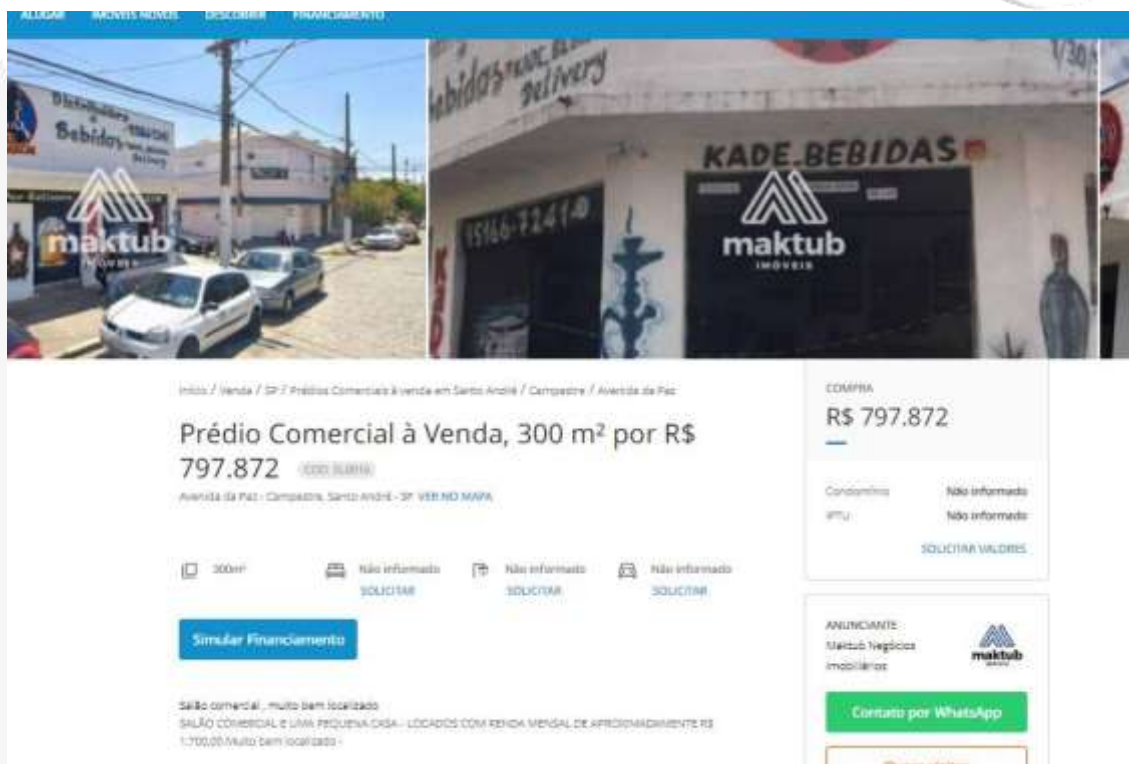 ALUGAR IMÓVEIS NOVOS DESCOBRIR FINANCIAMENTO
Distribuidora
Bebidas
Delivery
maktub
IMÓVEIS
Bebidas
Delivery
KADE.BEBIDAS
maktub
IMÓVEIS
Início / Venda / SP / Prédios Comerciais à venda em Santo André / Campestre / Avenida da Paz
Prédio Comercial à Venda, 300 m² por R$
797.872
Avenida da Paz - Campestre, Santo André - SP VER NO MAPA
300m² Não informado Não informado Não informado
SOLICITAR SOLICITAR SOLICITAR
Simular Financiamento
Salão comercial , muito bem localizado
SALÃO COMERCIAL E UMA PEQUENA CASA - LOCADOS COM RENDA MENSAL DE APROXIMADAMENTE R$
1.700,00 Muito bem localizado -
COMPRA
R$ 797.872
Condomínio Não informado
IPTU Não informado
SOLICITAR VALORES
ANUNCIANTE
Maktub Negócios
Imobiliários
maktub
Contato por WhatsApp